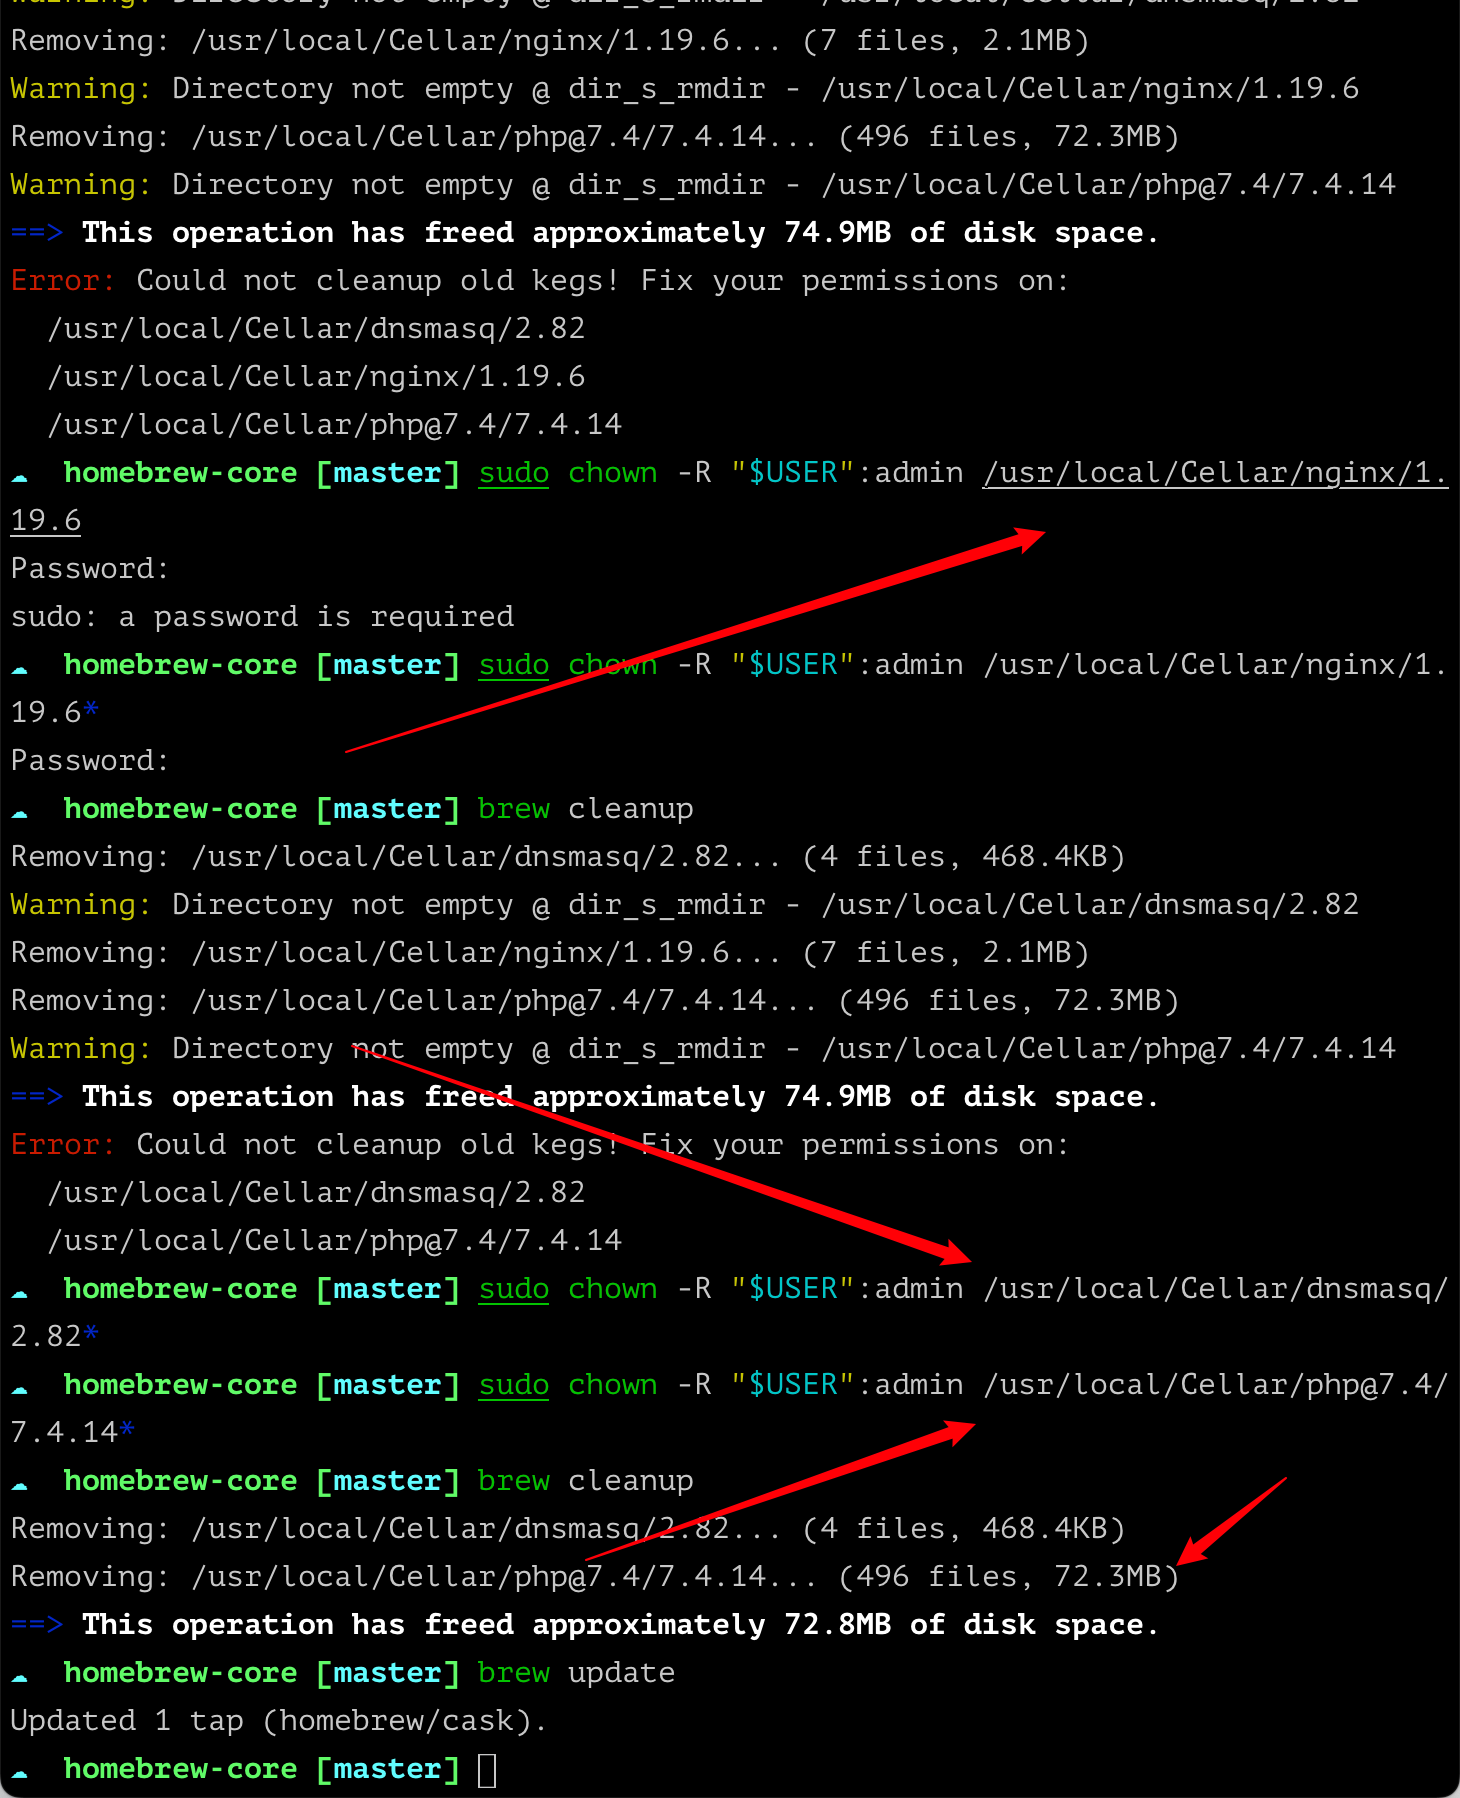 Warning: Directory not empty @ dir_s_rmdir - /usr/local/Cellar/dnsmasq/2.82
Removing: /usr/local/Cellar/nginx/1.19.6... (7 files, 2.1MB)
Warning: Directory not empty @ dir_s_rmdir - /usr/local/Cellar/nginx/1.19.6
Removing: /usr/local/Cellar/php@7.4/7.4.14... (496 files, 72.3MB)
Warning: Directory not empty @ dir_s_rmdir - /usr/local/Cellar/php@7.4/7.4.14
==> This operation has freed approximately 74.9MB of disk space.
Error: Could not cleanup old kegs! Fix your permissions on:
  /usr/local/Cellar/dnsmasq/2.82
  /usr/local/Cellar/nginx/1.19.6
  /usr/local/Cellar/php@7.4/7.4.14
☁  homebrew-core [master] sudo chown -R "$USER":admin /usr/local/Cellar/nginx/1.
19.6
Password:
sudo: a password is required
☁  homebrew-core [master] sudo chown -R "$USER":admin /usr/local/Cellar/nginx/1.
19.6*
Password:
☁  homebrew-core [master] brew cleanup
Removing: /usr/local/Cellar/dnsmasq/2.82... (4 files, 468.4KB)
Warning: Directory not empty @ dir_s_rmdir - /usr/local/Cellar/dnsmasq/2.82
Removing: /usr/local/Cellar/nginx/1.19.6... (7 files, 2.1MB)
Removing: /usr/local/Cellar/php@7.4/7.4.14... (496 files, 72.3MB)
Warning: Directory not empty @ dir_s_rmdir - /usr/local/Cellar/php@7.4/7.4.14
==> This operation has freed approximately 74.9MB of disk space.
Error: Could not cleanup old kegs! Fix your permissions on:
  /usr/local/Cellar/dnsmasq/2.82
  /usr/local/Cellar/php@7.4/7.4.14
☁  homebrew-core [master] sudo chown -R "$USER":admin /usr/local/Cellar/dnsmasq/
2.82*
☁  homebrew-core [master] sudo chown -R "$USER":admin /usr/local/Cellar/php@7.4/
7.4.14*
☁  homebrew-core [master] brew cleanup
Removing: /usr/local/Cellar/dnsmasq/2.82... (4 files, 468.4KB)
Removing: /usr/local/Cellar/php@7.4/7.4.14... (496 files, 72.3MB)
==> This operation has freed approximately 72.8MB of disk space.
☁  homebrew-core [master] brew update
Updated 1 tap (homebrew/cask).
☁  homebrew-core [master]